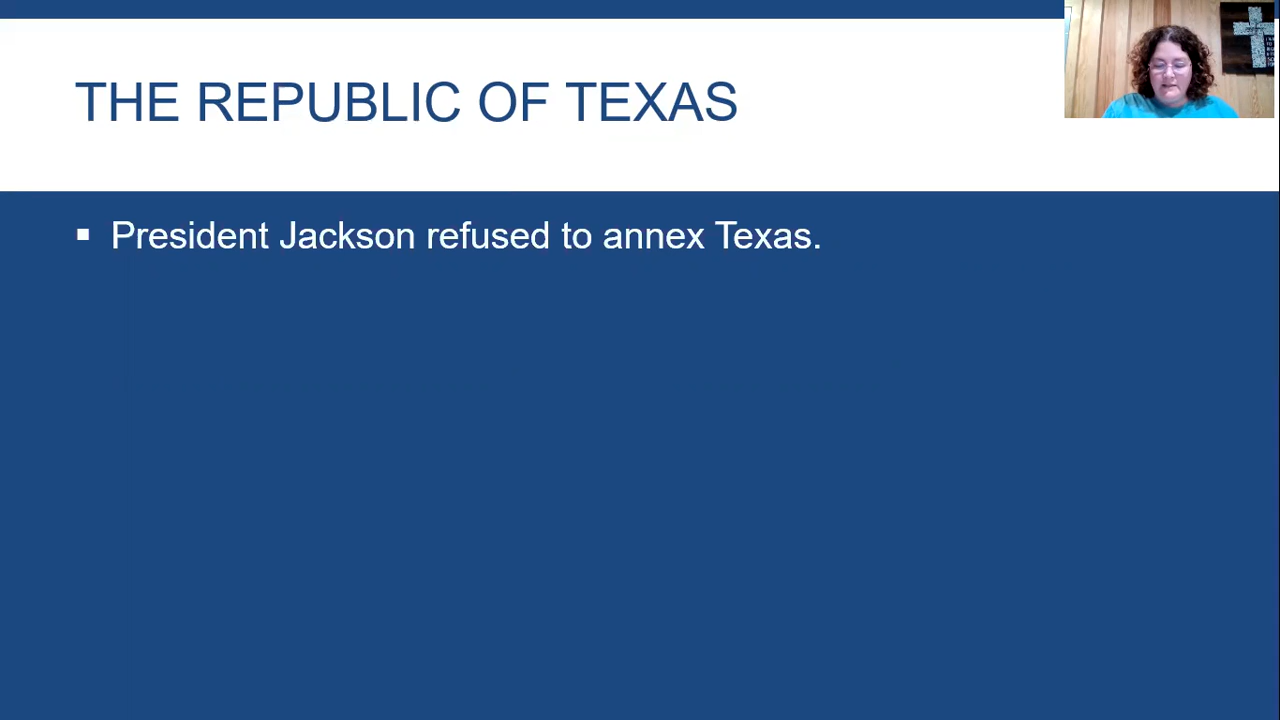 THE REPUBLIC OF TEXAS
▪ President Jackson refused to annex Texas.